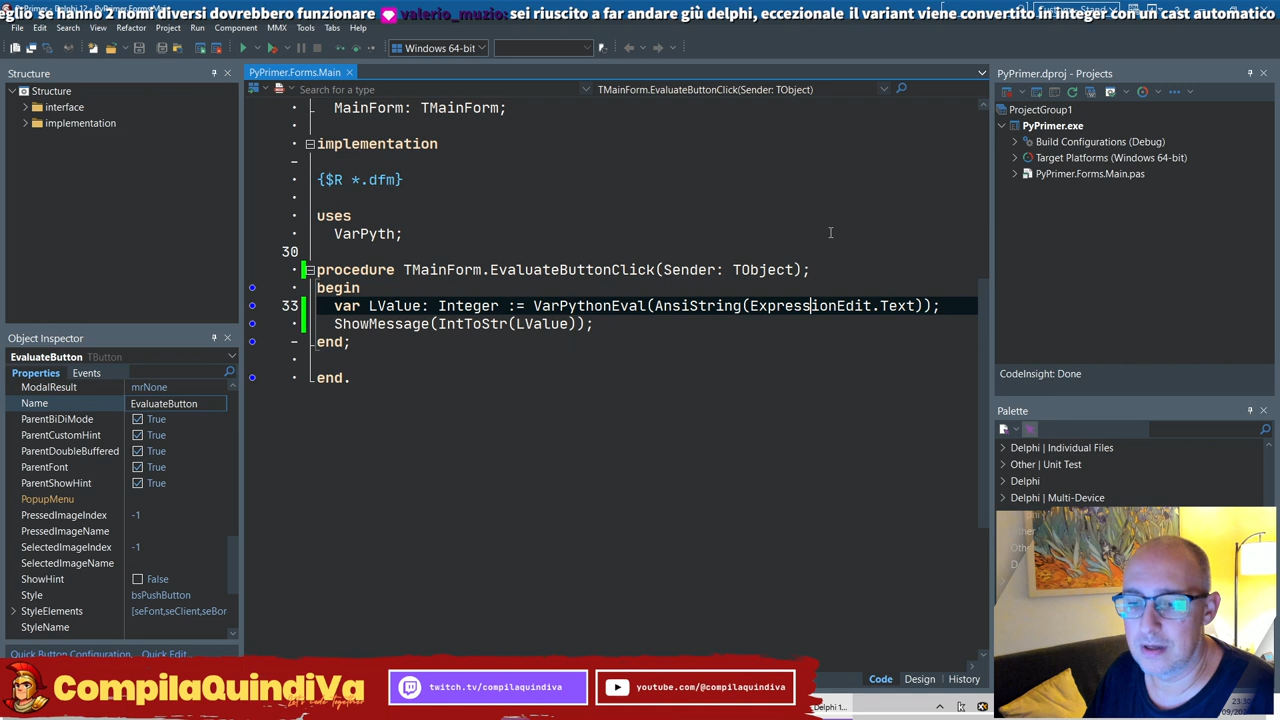 eglio se hanno 2 nomi diversi dovrebbero funzionare valerio_muzio: sei riuscito a far andare giù delphi, eccezionale il variant viene convertito in integer con un cast automatico
File Edit Search View Refactor Project Run Component MMX Tools Tabs Help
Windows 64-bit
Structure
Structure
interface
implementation
Object Inspector
EvaluateButton TButton
Properties Events
ModalResult mrNone
Name EvaluateButton
ParentBiDiMode True
ParentCustomHint True
ParentDoubleBuffered True
ParentFont True
ParentShowHint True
PopupMenu
PressedImageIndex -1
PressedImageName
SelectedImageIndex -1
SelectedImageName
ShowHint False
Style bsPushButton
StyleElements [seFont,seClient,seBor
StyleName
Quick Button Configuration... Quick Edit...
PyPrimer.Forms.Main
Search for a type
TMainForm.EvaluateButtonClick(Sender: TObject)
MainForm: TMainForm;
implementation
{$R *.dfm}
uses
VarPyth;
30
procedure TMainForm.EvaluateButtonClick(Sender: TObject);
begin
33 var LValue: Integer := VarPythonEval(AnsiString(ExpressionEdit.Text));
ShowMessage(IntToStr(LValue));
end;
end.
Code Design History
PyPrimer.dproj - Projects
ProjectGroup1
PyPrimer.exe
Build Configurations (Debug)
Target Platforms (Windows 64-bit)
PyPrimer.Forms.Main.pas
CodeInsight: Done
Palette
Delphi | Individual Files
Other | Unit Test
Delphi
Delphi | Multi-Device
CompilaQuindiVa
Let's Code Together
twitch.tv/compilaquindiva
youtube.com/@compilaquindiva
Delphi 1...